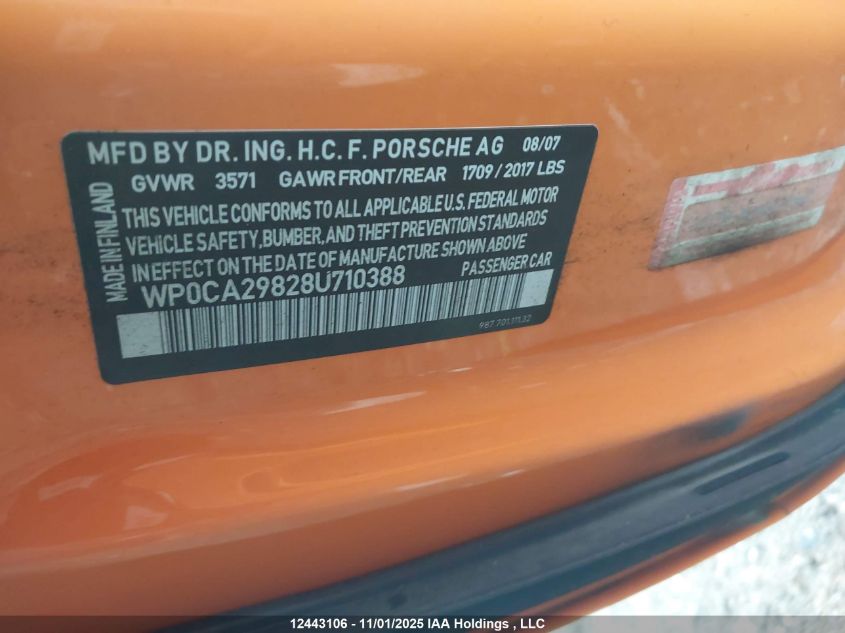 MFD BY DR. ING. H.C. F. PORSCHE AG 08/07
GVWR 3571 GAWR FRONT/REAR 1709 / 2017 LBS
MADE IN FINLAND
THIS VEHICLE CONFORMS TO ALL APPLICABLE U.S. FEDERAL MOTOR
VEHICLE SAFETY, BUMBER, AND THEFT PREVENTION STANDARDS
IN EFFECT ON THE DATE OF MANUFACTURE SHOWN ABOVE
WP0CA29828U710388 PASSENGER CAR
987.701.111.32
12443106 - 11/01/2025 IAA Holdings , LLC